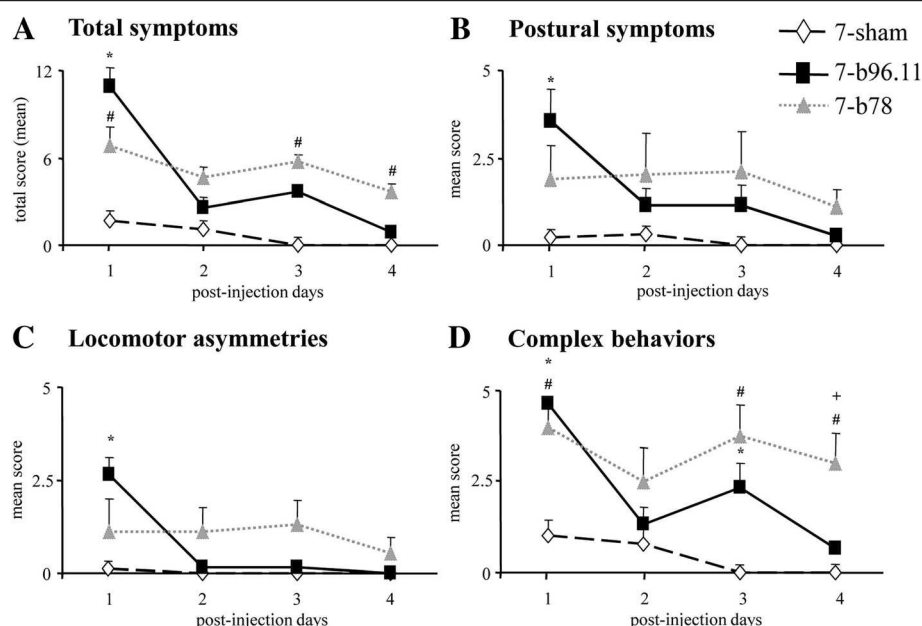 A Total symptoms
total score (mean)
12
6
0
*
#
#
#
1 2 3 4
post-injection days
B Postural symptoms
mean score
5
2.5
0
*
1 2 3 4
post-injection days
7-sham
7-b96.11
7-b78
C Locomotor asymmetries
mean score
5
2.5
0
*
1 2 3 4
post-injection days
D Complex behaviors
mean score
5
2.5
0
*
#
#
*
+
#
1 2 3 4
post-injection days